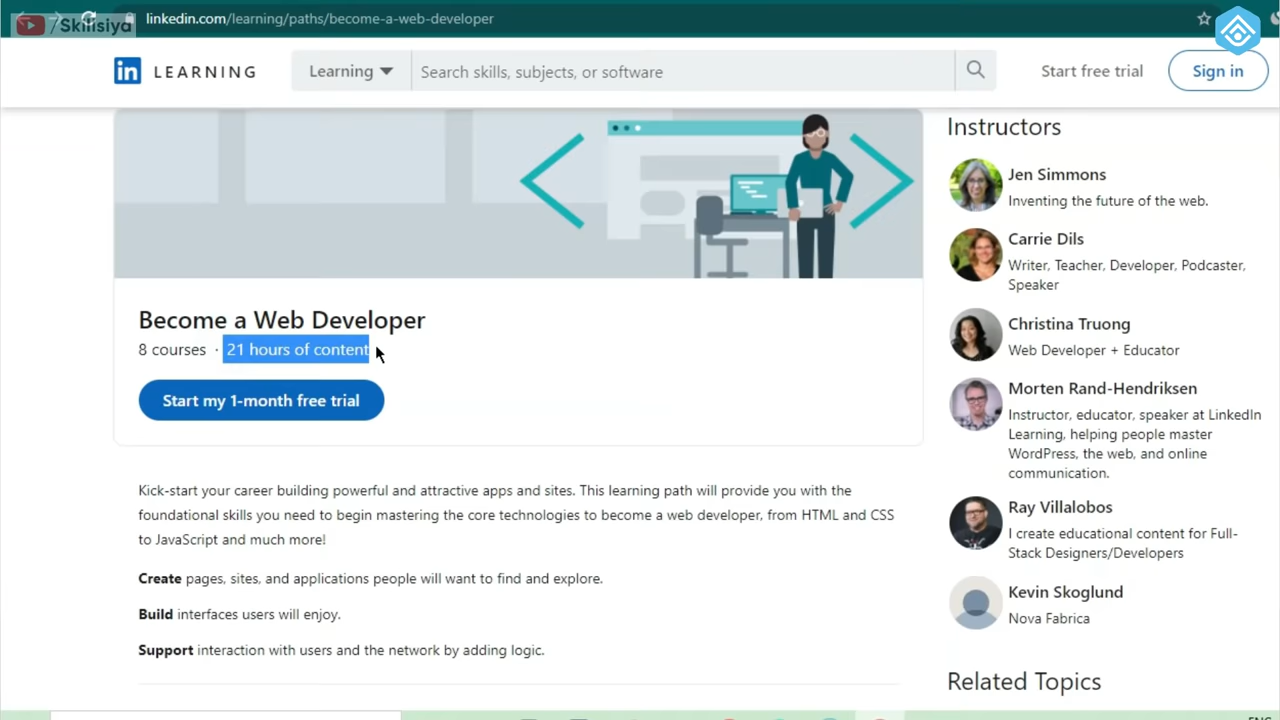 linkedin.com/learning/paths/become-a-web-developer
7Skillsiya
in LEARNING
Learning
Search skills, subjects, or software
Start free trial
Sign in
Become a Web Developer
8 courses · 21 hours of content
Start my 1-month free trial
Kick-start your career building powerful and attractive apps and sites. This learning path will provide you with the
foundational skills you need to begin mastering the core technologies to become a web developer, from HTML and CSS
to JavaScript and much more!
Create pages, sites, and applications people will want to find and explore.
Build interfaces users will enjoy.
Support interaction with users and the network by adding logic.
Instructors
Jen Simmons
Inventing the future of the web.
Carrie Dils
Writer, Teacher, Developer, Podcaster,
Speaker
Christina Truong
Web Developer + Educator
Morten Rand-Hendriksen
Instructor, educator, speaker at LinkedIn
Learning, helping people master
WordPress, the web, and online
communication.
Ray Villalobos
I create educational content for Full-
Stack Designers/Developers
Kevin Skoglund
Nova Fabrica
Related Topics